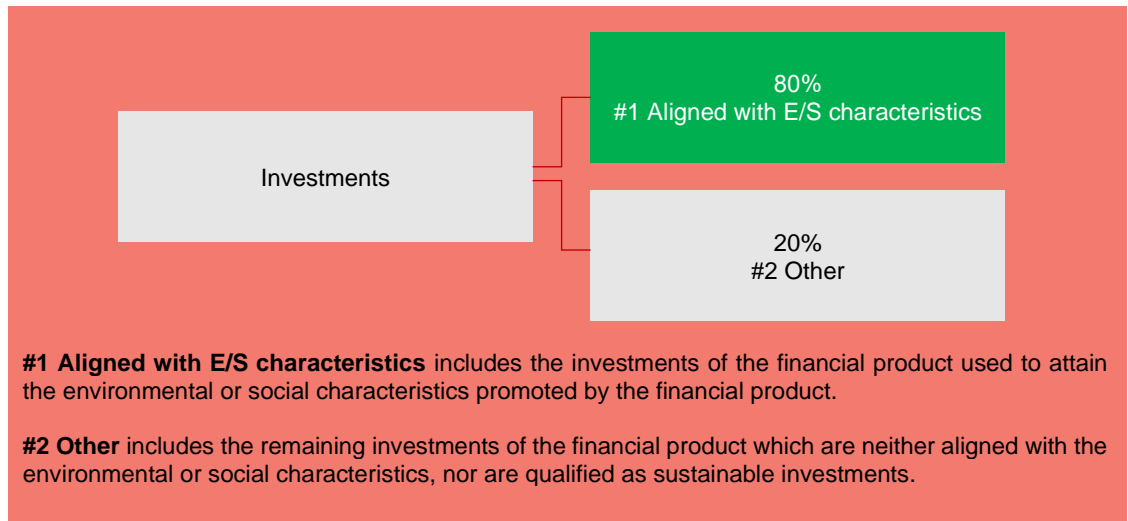 80%
#1 Aligned with E/S characteristics
Investments
20%
#2 Other
#1 Aligned with E/S characteristics includes the investments of the financial product used to attain
the environmental or social characteristics promoted by the financial product.
#2 Other includes the remaining investments of the financial product which are neither aligned with the
environmental or social characteristics, nor are qualified as sustainable investments.